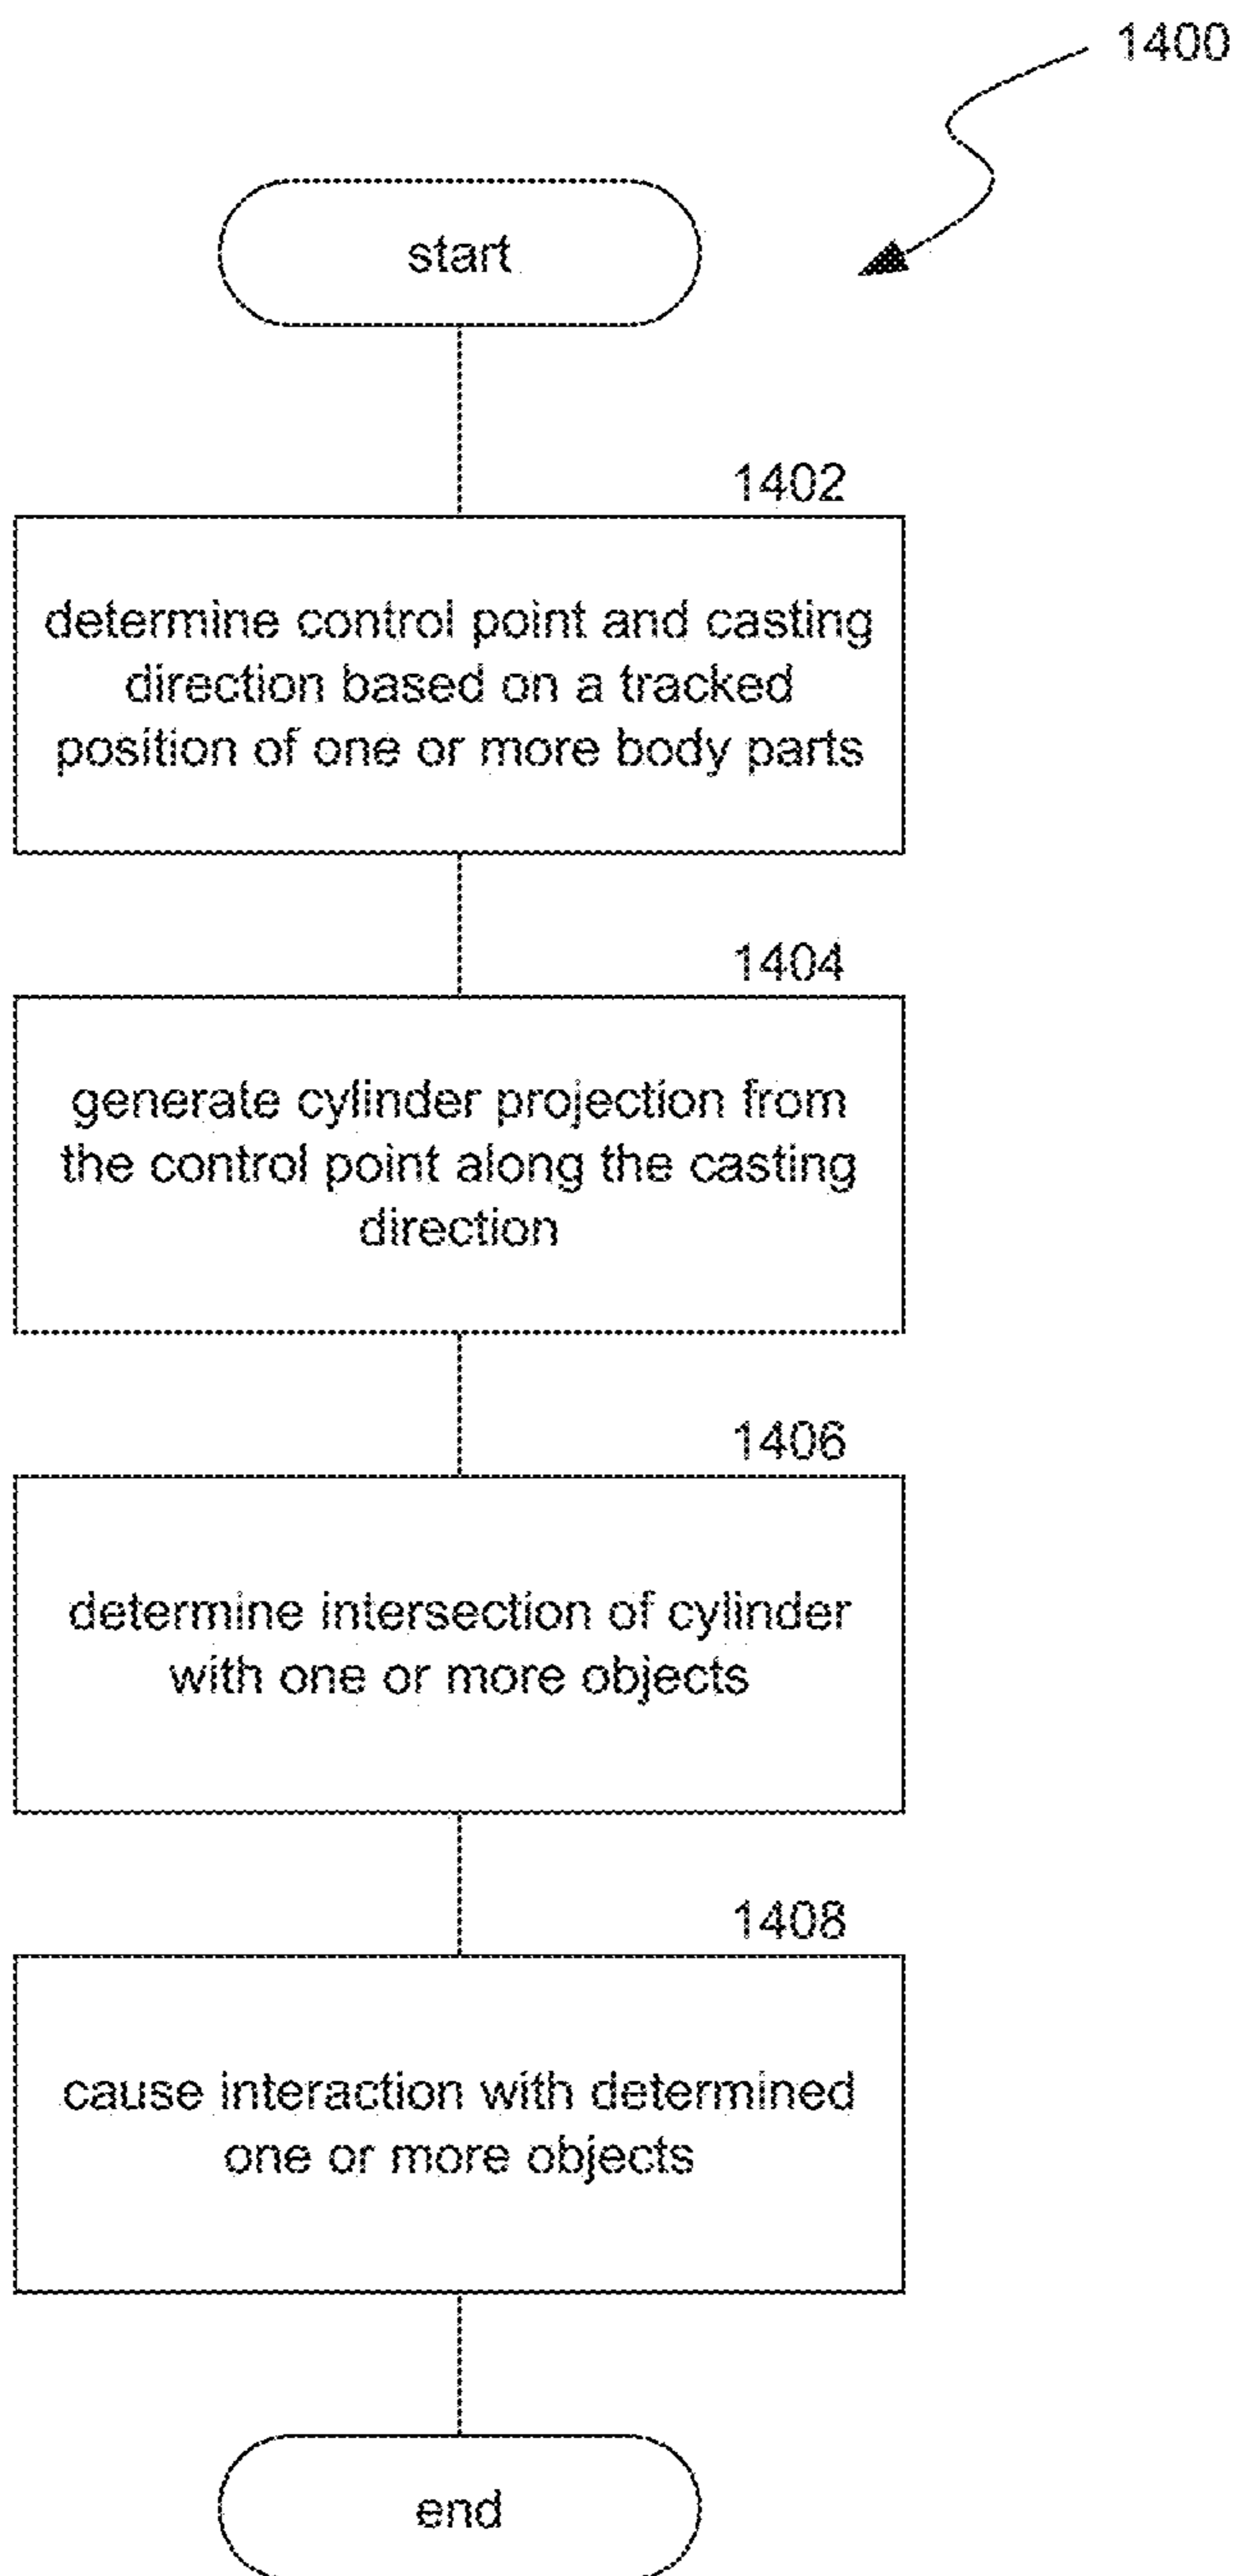 1400
start
1402
determine control point and casting
direction based on a tracked
position of one or more body parts
1404
generate cylinder projection from
the control point along the casting
direction
1406
determine intersection of cylinder
with one or more objects
1408
cause interaction with determined
one or more objects
end